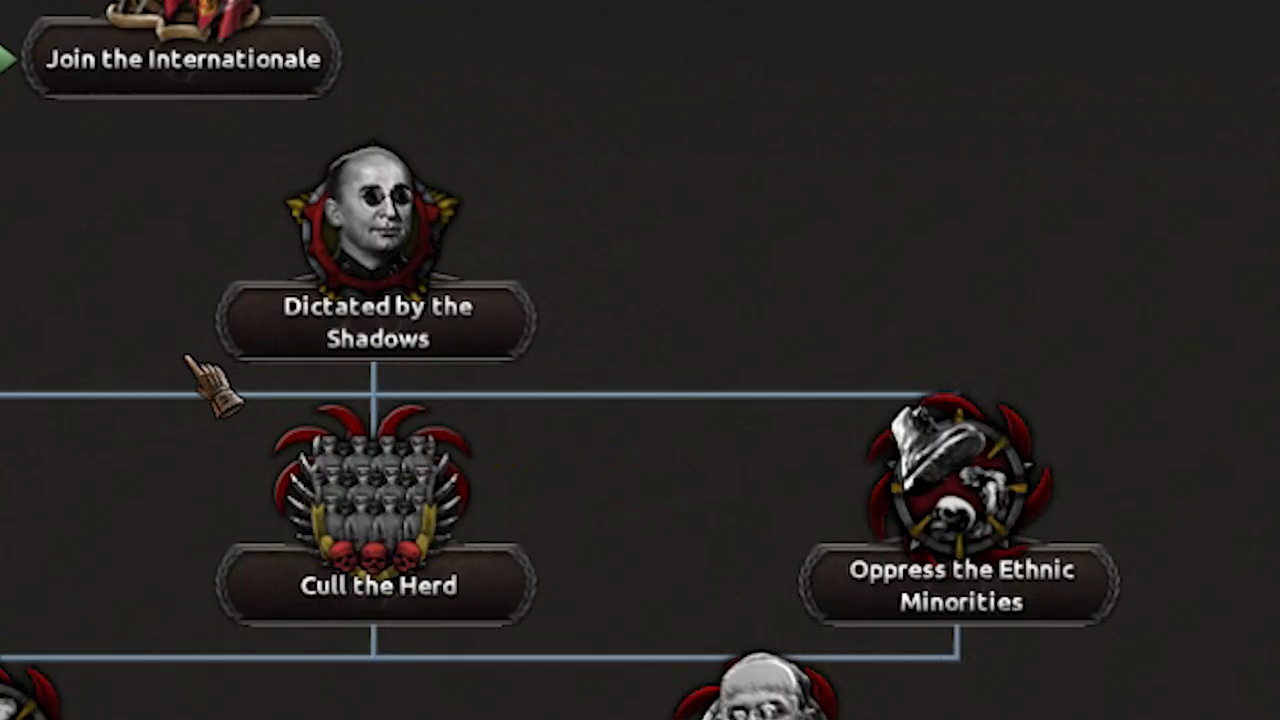 Join the Internationale
Dictated by the
Shadows
Cull the Herd
Oppress the Ethnic
Minorities